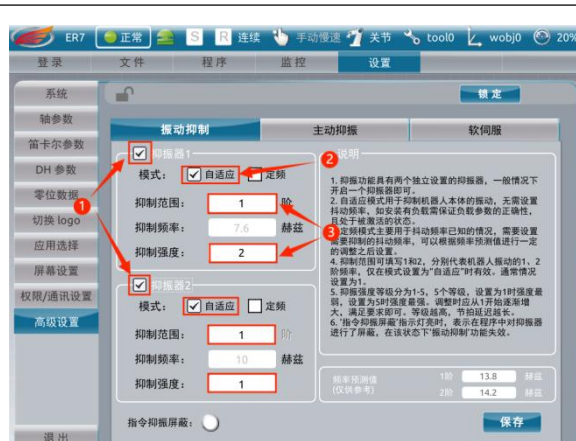 ER7 正常 S R 连续 手动慢速 关节 tool0 wobj0 20%
登录 文件 程序 监控 设置
系统
轴参数
笛卡尔参数
DH 参数
零位数据
切换 logo
应用选择
屏幕设置
权限/通讯设置
高级设置
退出
锁定
振动抑制 主动抑振 软伺服
抑振器1
模式： 自适应 定频
抑制范围： 1 阶
抑制频率： 7.6 赫兹
抑制强度： 2
抑振器2
模式： 自适应 定频
抑制范围： 1 阶
抑制频率： 10 赫兹
抑制强度： 1
指令抑振屏蔽：
1
2
3
说明
1. 抑振功能具有两个独立设置的抑振器，一般情况下
开启一个抑振器即可。
2. 自适应模式用于抑制机器人本体的振动，无需设置
抖动频率，如安装有负载需保证负载参数的正确性，
且处于被激活的状态。
定频模式主要用于抖动频率已知的情况，需要设置
需要抑制的抖动频率，可以根据频率预测值进行一定
的调整之后设置。
4. 抑制范围可填写1和2，分别代表机器人振动的1、2
阶频率，仅在模式设置为"自适应"时有效。通常情况
设置为1。
5. 抑振强度等级分为1-5，5个等级，设置为1时强度最
弱，设置为5时强度最强。调整时应从1开始逐渐增
大，满足要求即可。等级越高，节拍延迟越长。
6. '指令抑振屏蔽'指示灯亮时，表示在程序中对抑振器
进行了屏蔽，在该状态下'振动抑制'功能失效。
频率预测值
(仅供参考)
1阶 13.8 赫兹
2阶 14.2 赫兹
保存